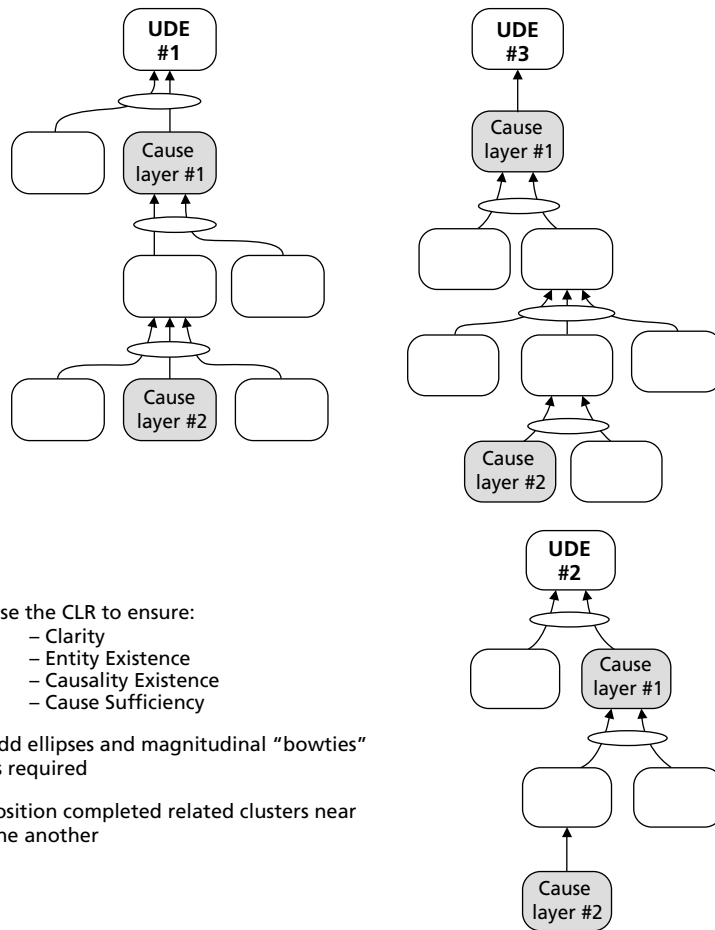 UDE
#1
Cause
layer #1
Cause
layer #2
UDE
#3
Cause
layer #1
Cause
layer #2
UDE
#2
Cause
layer #1
Cause
layer #2
se the CLR to ensure:
– Clarity
– Entity Existence
– Causality Existence
– Cause Sufficiency
dd ellipses and magnitudinal “bowties”
s required
osition completed related clusters near
ne another